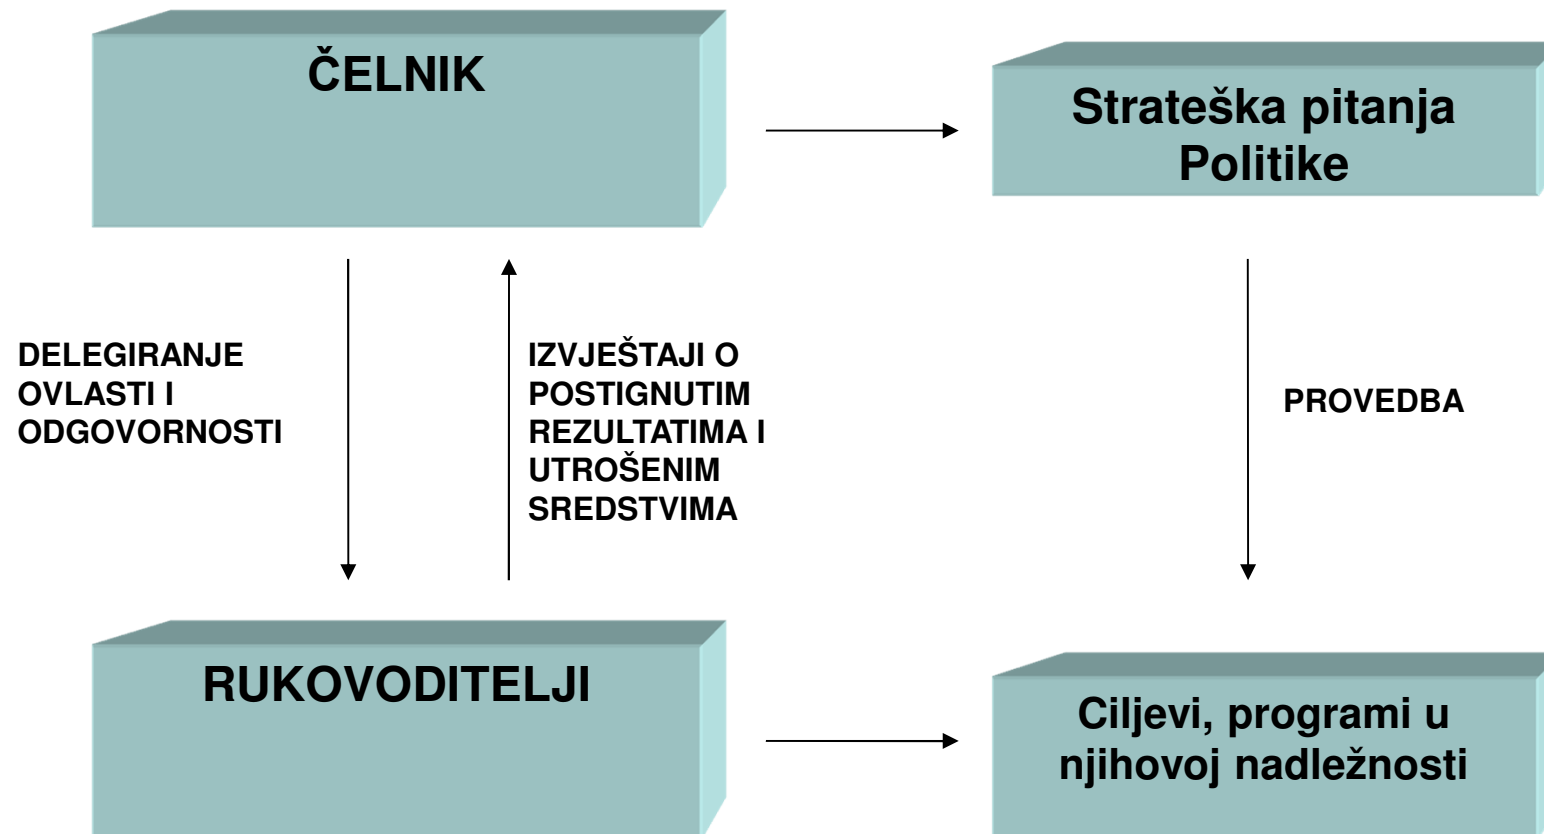 ČELNIK
Strateška pitanja
Politike
DELEGIRANJE
OVLASTI I
ODGOVORNOSTI
IZVJEŠTAJI O
POSTIGNUTIM
REZULTATIMA I
UTROŠENIM
SREDSTVIMA
PROVEDBA
RUKOVODITELJI
Ciljevi, programi u
njihovoj nadležnosti